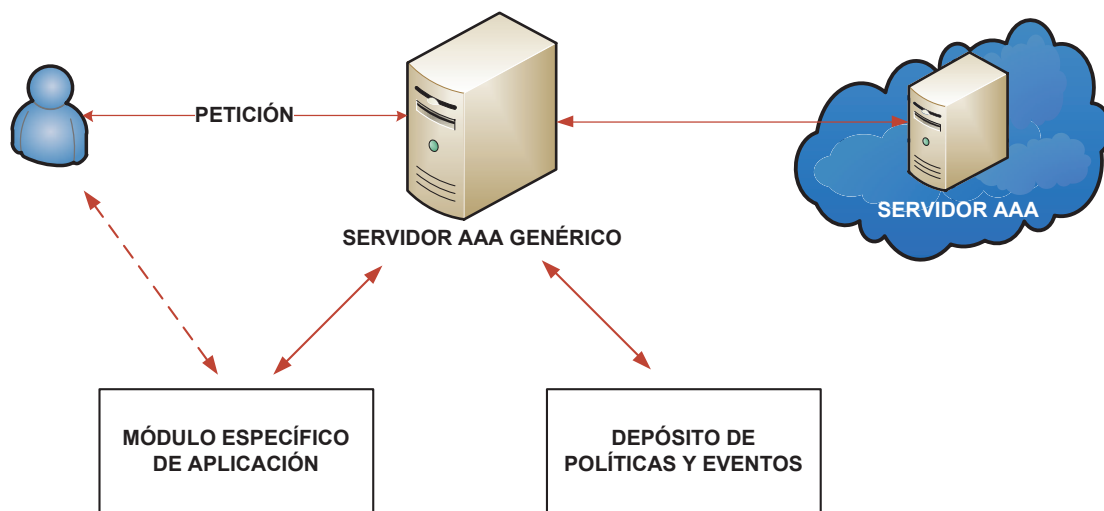 PETICIÓN
SERVIDOR AAA
SERVIDOR AAA GENÉRICO
MÓDULO ESPECÍFICO
DE APLICACIÓN
DEPÓSITO DE
POLÍTICAS Y EVENTOS